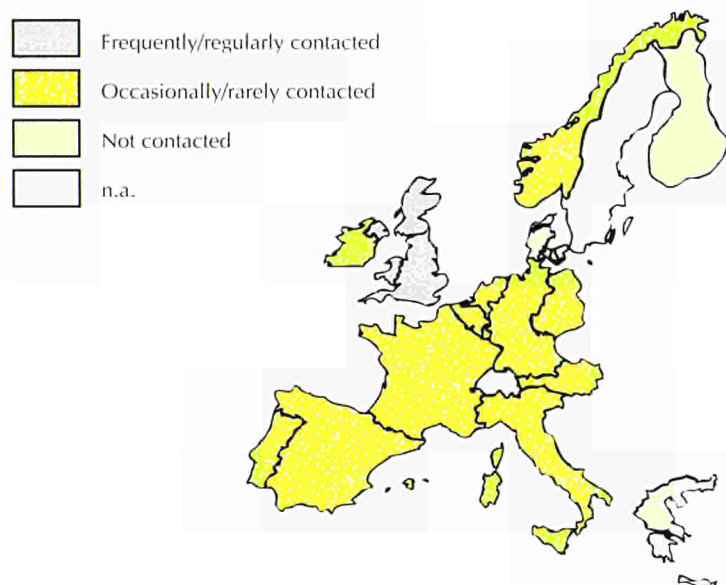 Frequently/regularly contacted
Occasionally/rarely contacted
Not contacted
n.a.